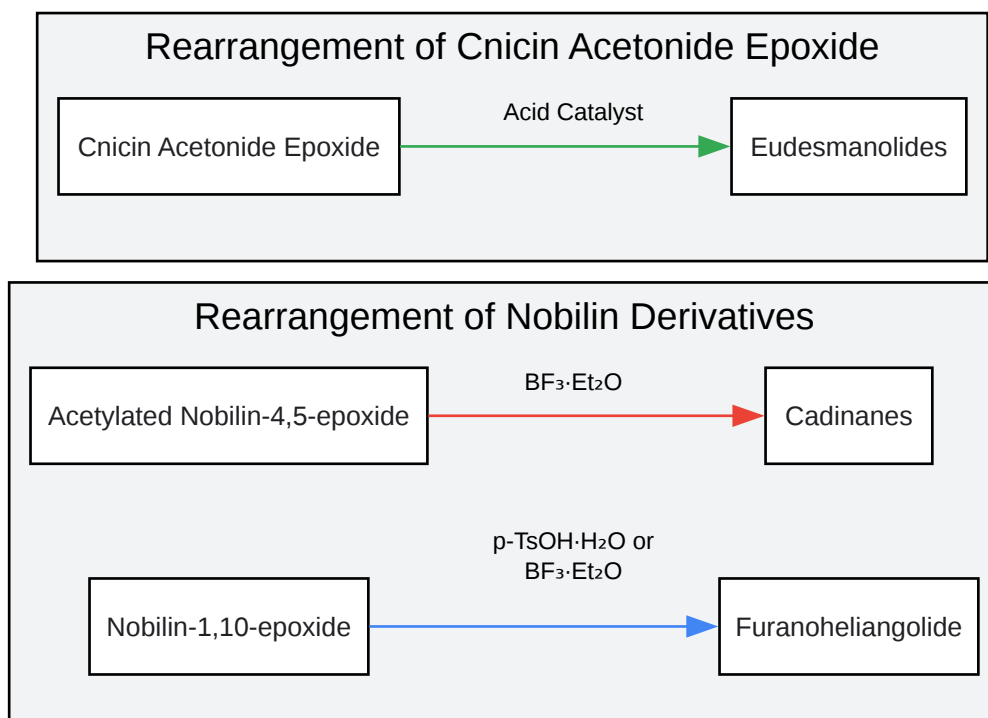 Rearrangement of Cnicin Acetonide Epoxide
Acid Catalyst
Cnicin Acetonide Epoxide
Eudesmanolides
Rearrangement of Nobilin Derivatives
BF₃·Et₂O
Acetylated Nobilin-4,5-epoxide
Cadinanes
p-TsOH·H₂O or
BF₃·Et₂O
Nobilin-1,10-epoxide
Furanoheliangolide